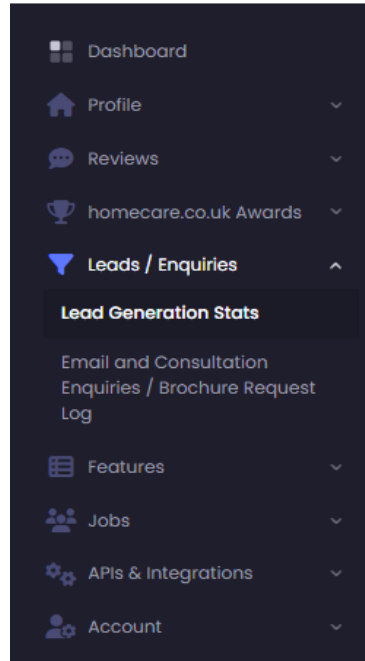 Dashboard
Profile
Reviews
homecare.co.uk Awards
Leads / Enquiries
Lead Generation Stats
Email and Consultation
Enquiries / Brochure Request
Log
Features
Jobs
APIs & Integrations
Account